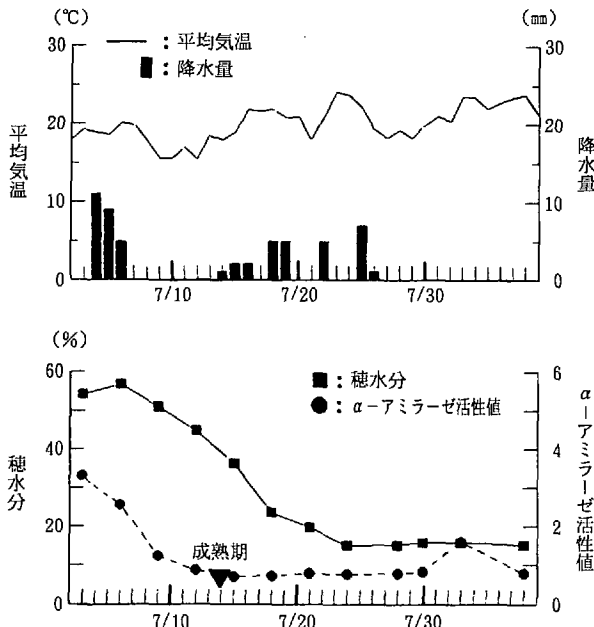 (℃)
(㎜)
30
30
― : 平均気温
■ : 降水量
20
20
平均気温
降水量
10
10
0
0
7/10
7/20
7/30
(%)
60
6
■ : 穂水分
● : α-アミラーゼ活性値
40
4
穂水分
α-アミラーゼ活性値
20
2
成熟期
0
0
7/10
7/20
7/30